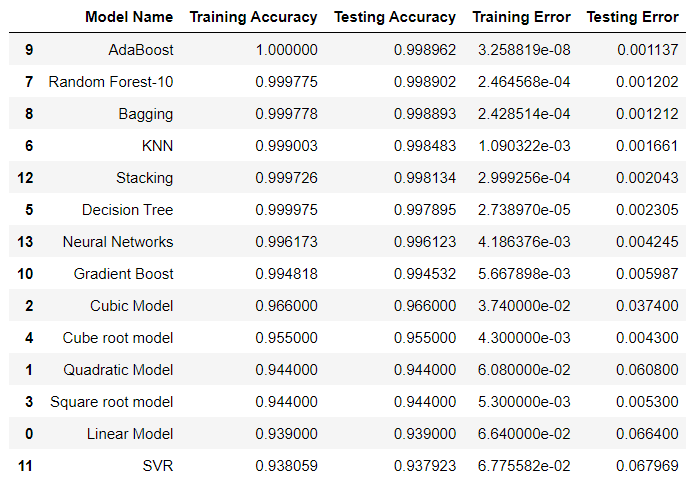 Model Name Training Accuracy Testing Accuracy Training Error Testing Error
9 AdaBoost 1.000000 0.998962 3.258819e-08 0.001137
7 Random Forest-10 0.999775 0.998902 2.464568e-04 0.001202
8 Bagging 0.999778 0.998893 2.428514e-04 0.001212
6 KNN 0.999003 0.998483 1.090322e-03 0.001661
12 Stacking 0.999726 0.998134 2.999256e-04 0.002043
5 Decision Tree 0.999975 0.997895 2.738970e-05 0.002305
13 Neural Networks 0.996173 0.996123 4.186376e-03 0.004245
10 Gradient Boost 0.994818 0.994532 5.667898e-03 0.005987
2 Cubic Model 0.966000 0.966000 3.740000e-02 0.037400
4 Cube root model 0.955000 0.955000 4.300000e-03 0.004300
1 Quadratic Model 0.944000 0.944000 6.080000e-02 0.060800
3 Square root model 0.944000 0.944000 5.300000e-03 0.005300
0 Linear Model 0.939000 0.939000 6.640000e-02 0.066400
11 SVR 0.938059 0.937923 6.775582e-02 0.067969